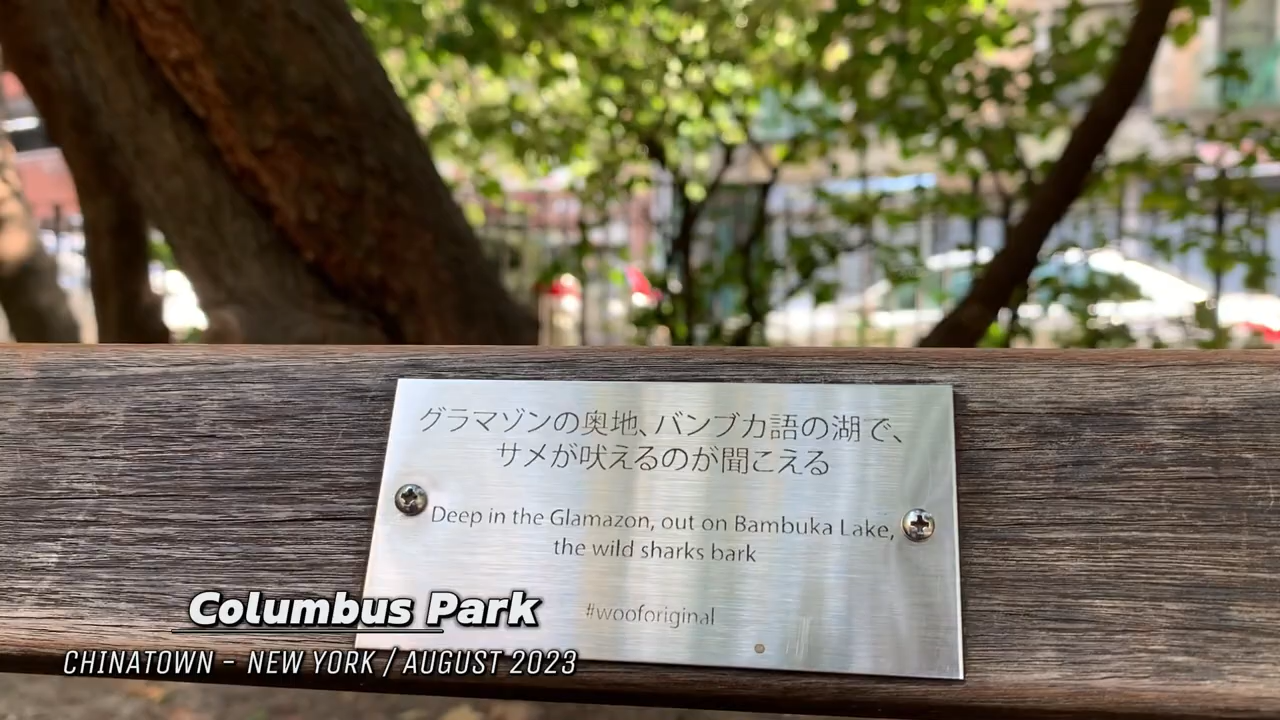 グラマゾンの奥地、バンブカ語の湖で、
サメが吠えるのが聞こえる
Deep in the Glamazon, out on Bambuka Lake,
the wild sharks bark
#wooforiginal
Columbus Park
CHINATOWN - NEW YORK / AUGUST 2023